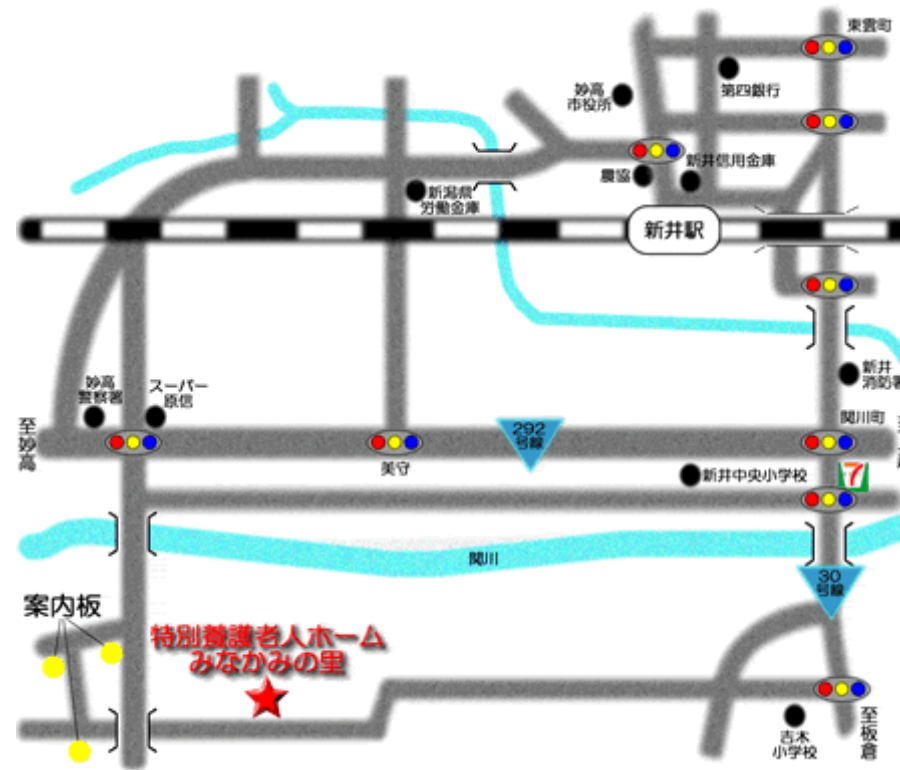 東雲町
妙高
市役所
第四銀行
新井信用金庫
農協
新潟県
労働金庫
新井駅
新井
消防署
妙高
警察署
スーパー
原信
関川町
至妙高
292
号線
美守
新井中央小学校
7
関川
30
号線
案内板
特別養護老人ホーム
みなかみの里
吉木
小学校
至板倉